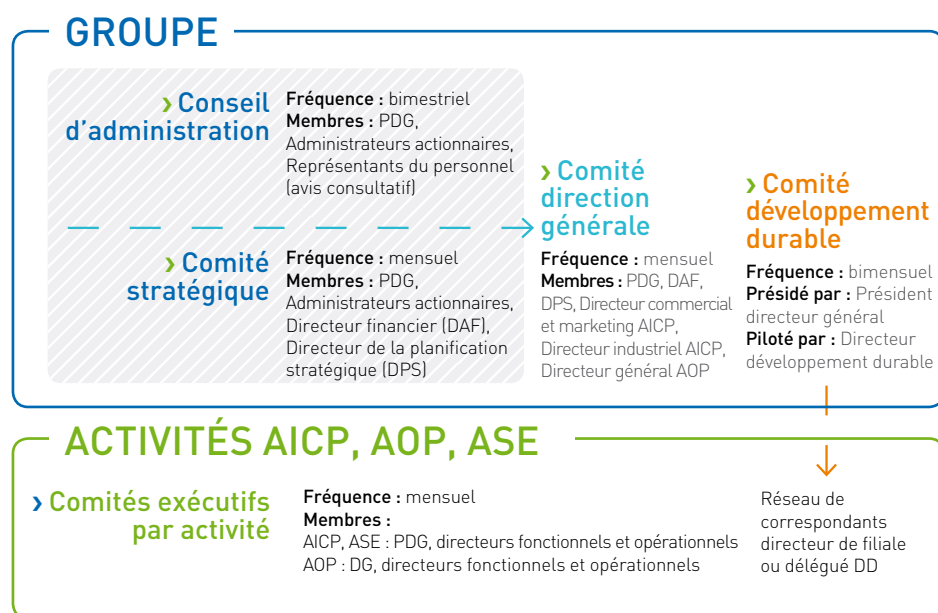 GROUPE
› Conseil
d'administration
Fréquence : bimestriel
Membres : PDG,
Administrateurs actionnaires,
Représentants du personnel
(avis consultatif)
› Comité
stratégique
Fréquence : mensuel
Membres : PDG,
Administrateurs actionnaires,
Directeur financier (DAF),
Directeur de la planification
stratégique (DPS)
› Comité
direction
générale
Fréquence : mensuel
Membres : PDG, DAF,
DPS, Directeur commercial
et marketing AICP,
Directeur industriel AICP,
Directeur général AOP
› Comité
développement
durable
Fréquence : bimensuel
Présidé par : Président
directeur général
Piloté par : Directeur
développement durable
ACTIVITÉS AICP, AOP, ASE
› Comités exécutifs
par activité
Fréquence : mensuel
Membres :
AICP, ASE : PDG, directeurs fonctionnels et opérationnels
AOP : DG, directeurs fonctionnels et opérationnels
Réseau de
correspondants
directeur de filiale
ou délégué DD